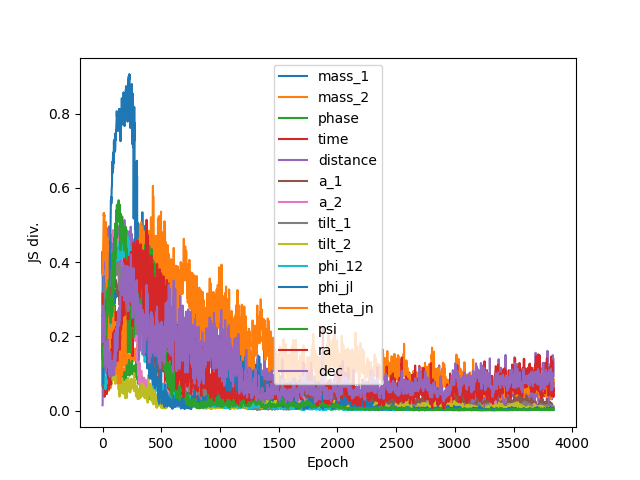 mass_1
mass_2
phase
time
distance
a_1
a_2
tilt_1
tilt_2
phi_12
phi_jl
theta_jn
psi
ra
dec
JS div.
0.8
0.6
0.4
0.2
0.0
0 500 1000 1500 2000 2500 3000 3500 4000
Epoch